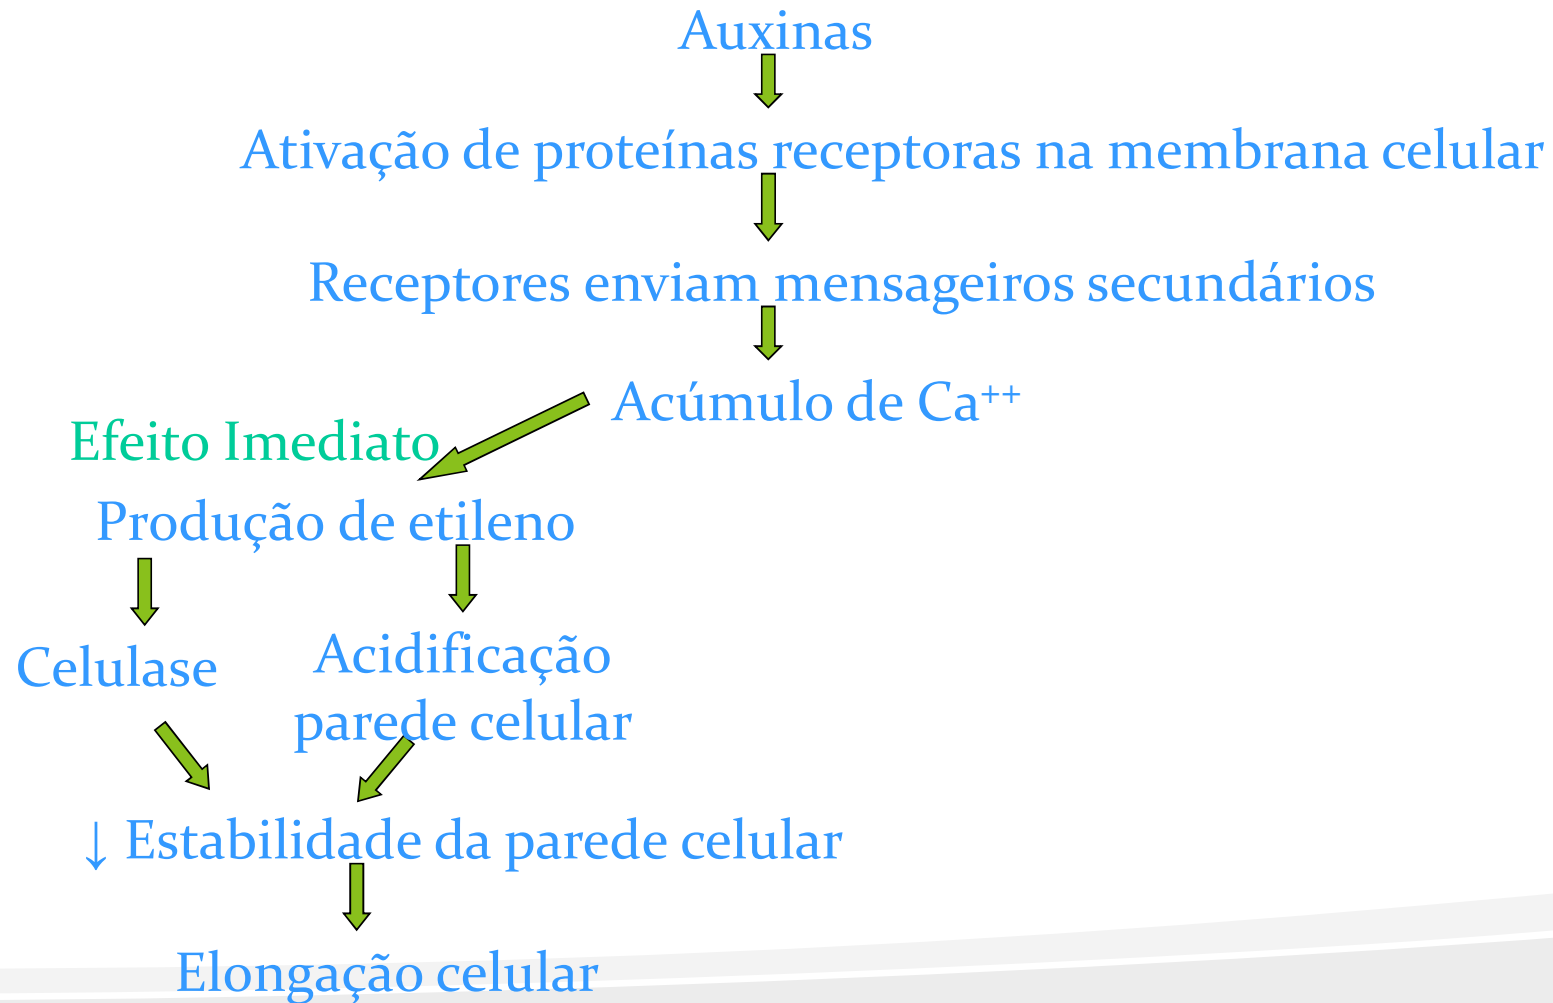 Auxinas
Ativação de proteínas receptoras na membrana celular
Receptores enviam mensageiros secundários
Acúmulo de Ca⁺⁺
Efeito Imediato
Produção de etileno
Celulase
Acidificação
parede celular
↓ Estabilidade da parede celular
Elongação celular